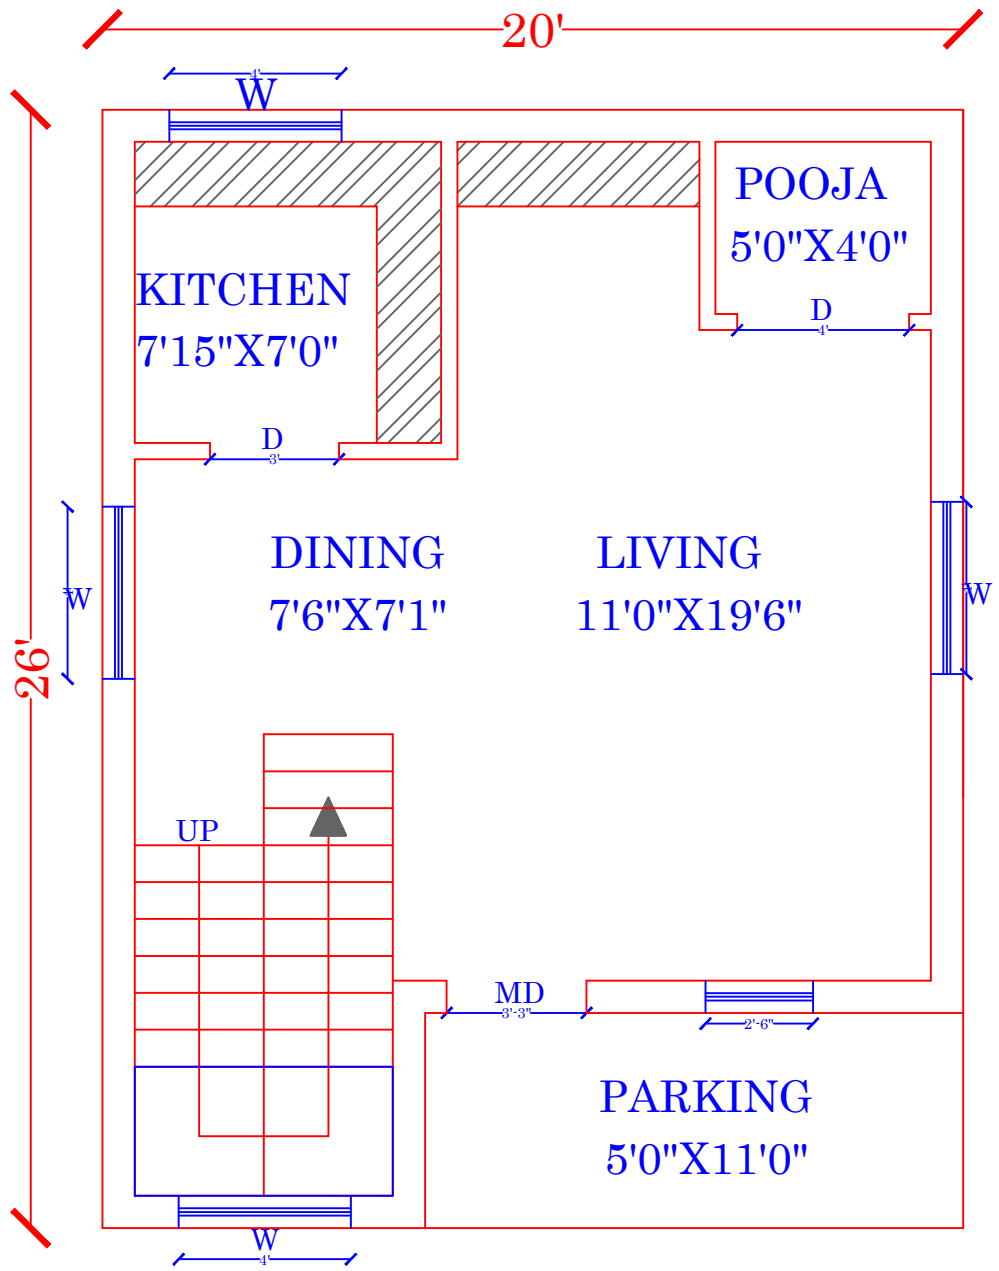 20'
4'
W
POOJA
5'0"X4'0"
KITCHEN
7'15"X7'0"
D
4'
D
3'
DINING
7'6"X7'1"
LIVING
11'0"X19'6"
W
W
26'
UP
MD
3'-3"
2'-6"
PARKING
5'0"X11'0"
W
4'